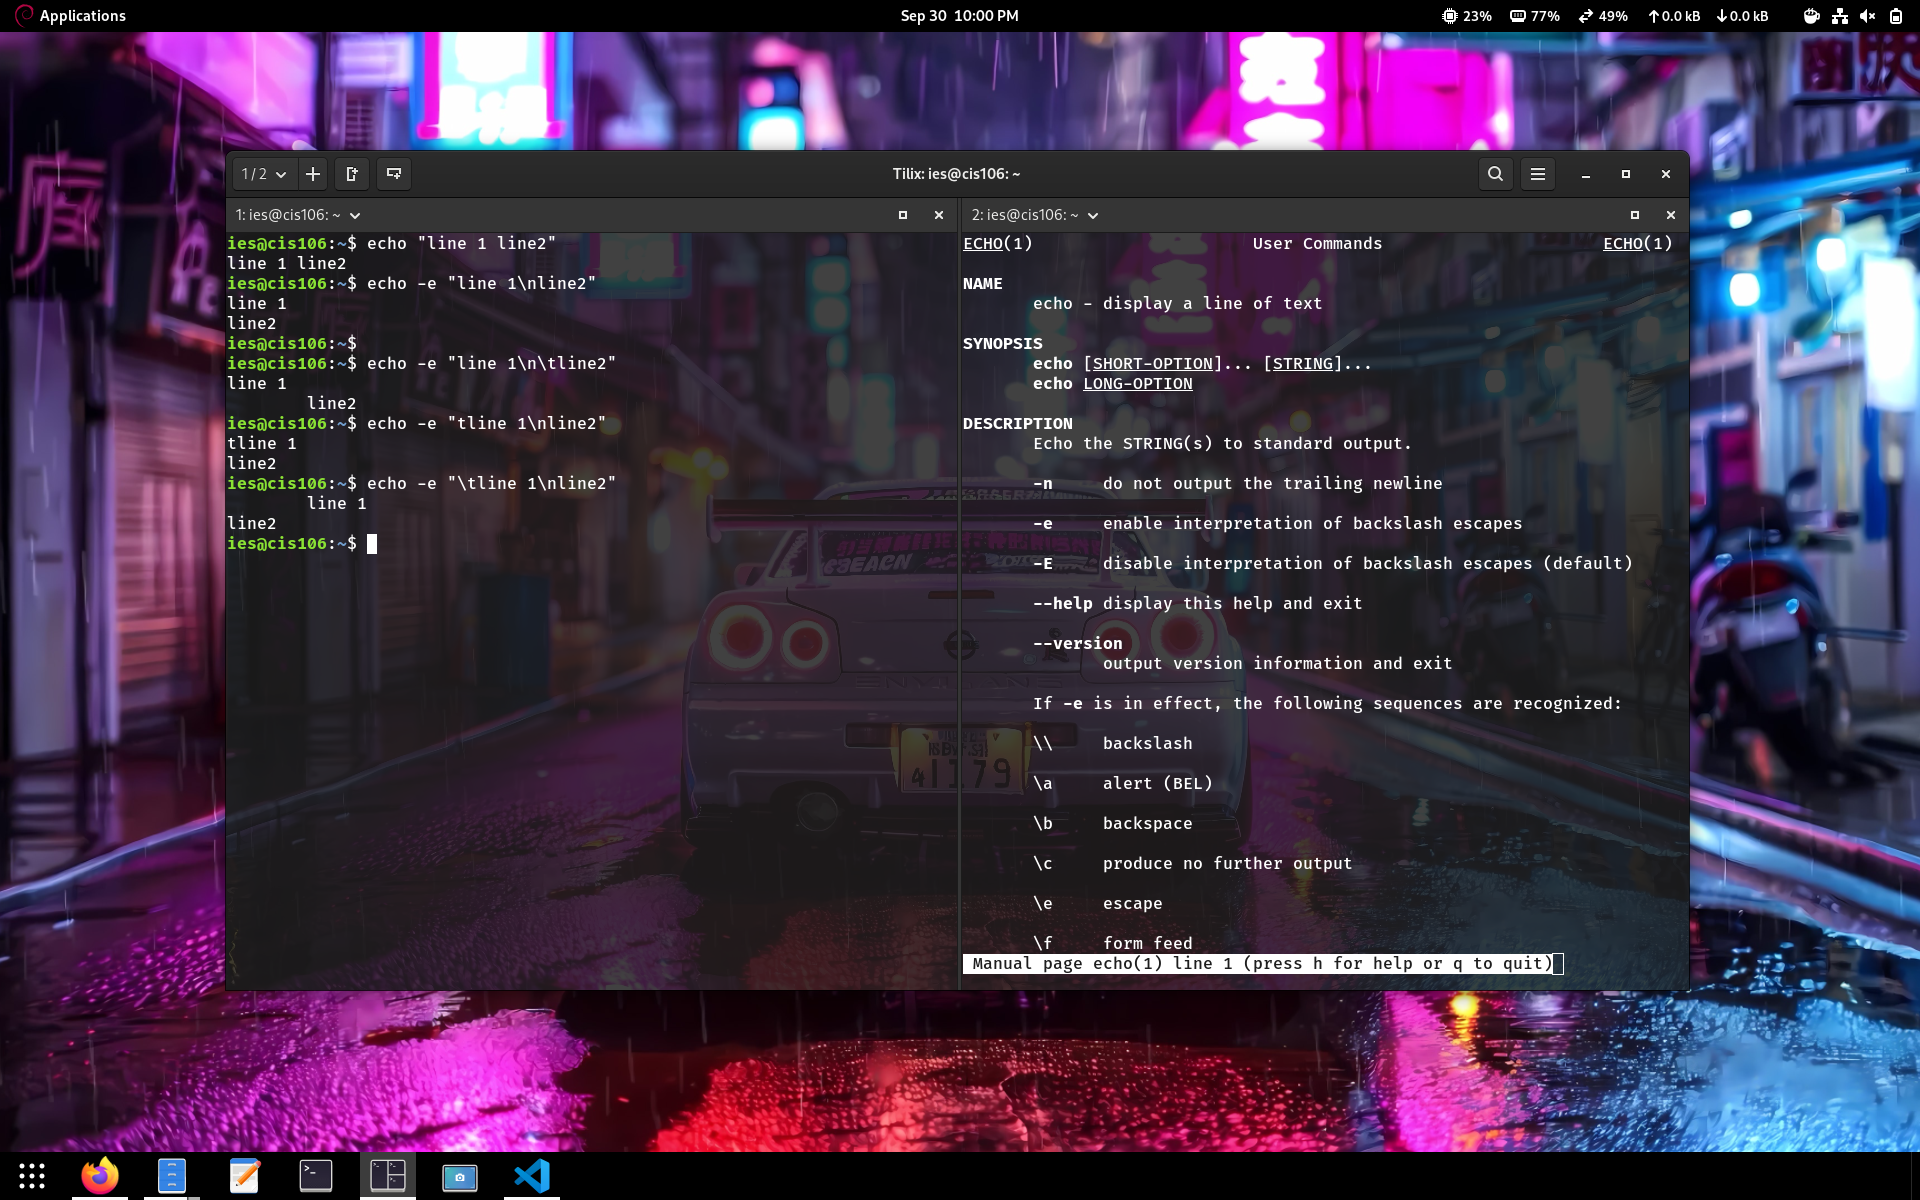 Applications
Sep 30 10:00 PM
23% 77% 49% 0.0 kB 0.0 kB
1 / 2
Tilix: ies@cis106: ~
1: ies@cis106: ~
ies@cis106:~$ echo "line 1 line2"
line 1 line2
ies@cis106:~$ echo -e "line 1\nline2"
line 1
line2
ies@cis106:~$
ies@cis106:~$ echo -e "line 1\n\tline2"
line 1
        line2
ies@cis106:~$ echo -e "tline 1\nline2"
tline 1
line2
ies@cis106:~$ echo -e "\tline 1\nline2"
        line 1
line2
ies@cis106:~$
2: ies@cis106: ~
ECHO(1) User Commands ECHO(1)
NAME
echo - display a line of text
SYNOPSIS
echo [SHORT-OPTION]... [STRING]...
echo LONG-OPTION
DESCRIPTION
Echo the STRING(s) to standard output.
-n do not output the trailing newline
-e enable interpretation of backslash escapes
-E disable interpretation of backslash escapes (default)
--help display this help and exit
--version
output version information and exit
If -e is in effect, the following sequences are recognized:
\\ backslash
\a alert (BEL)
\b backspace
\c produce no further output
\e escape
\f form feed
Manual page echo(1) line 1 (press h for help or q to quit)
41179